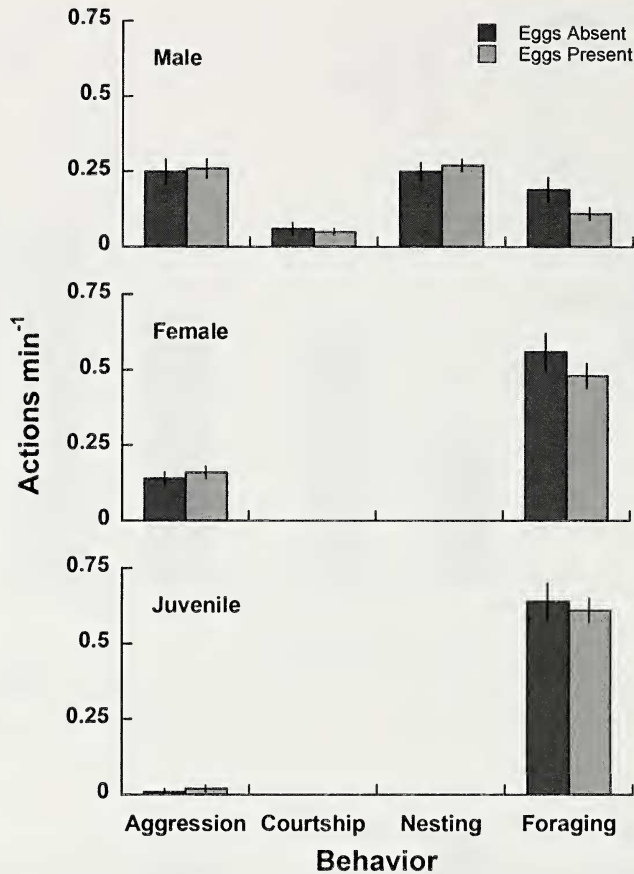 0.75
Eggs Absent
Eggs Present
Male
0.5
0.25
0
0.75
Female
0.5
0.25
0
0.75
Juvenile
0.5
0.25
0
Actions min⁻¹
Aggression Courtship Nesting Foraging
Behavior